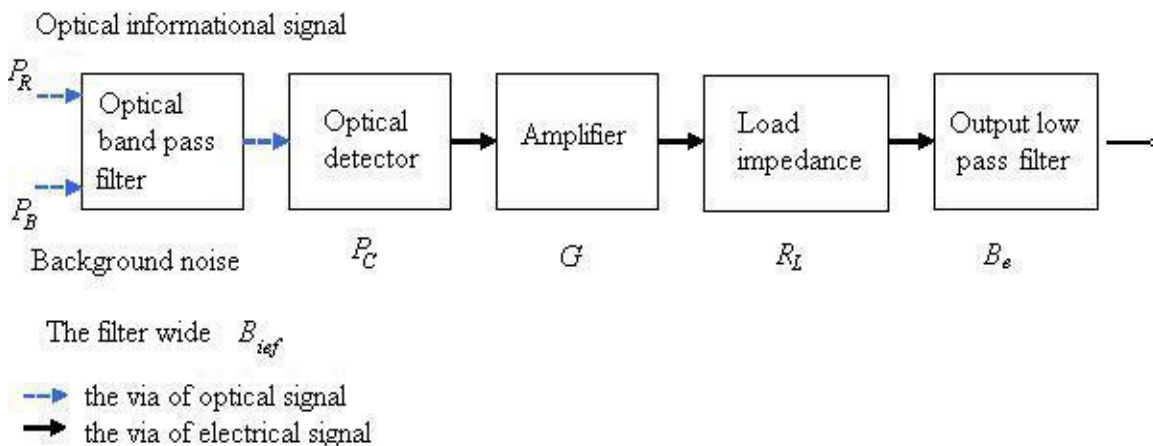 Optical informational signal
P_R
Optical
band pass
filter
P_B
Optical
detector
Amplifier
Load
impedance
Output low
pass filter
Background noise
P_C
G
R_L
B_e
The filter wide B_ief
the via of optical signal
the via of electrical signal